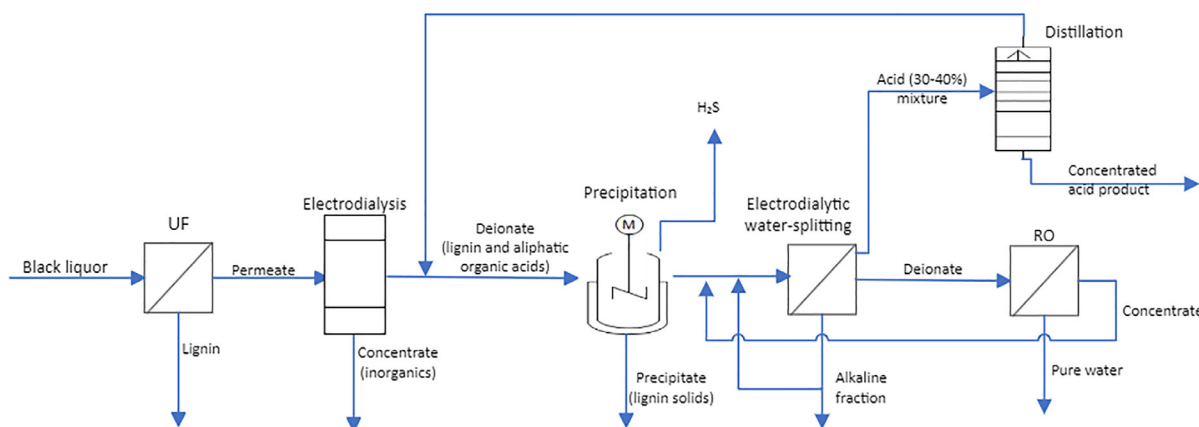 Distillation
Acid (30-40%)
mixture
H₂S
Concentrated
acid product
Precipitation
M
Electrodialytic
water-splitting
Electrodialysis
UF
Deionate
(lignin and aliphatic
organic acids)
RO
Black liquor
Permeate
Deionate
Concentrate
Lignin
Concentrate
(inorganics)
Precipitate
(lignin solids)
Alkaline
fraction
Pure water